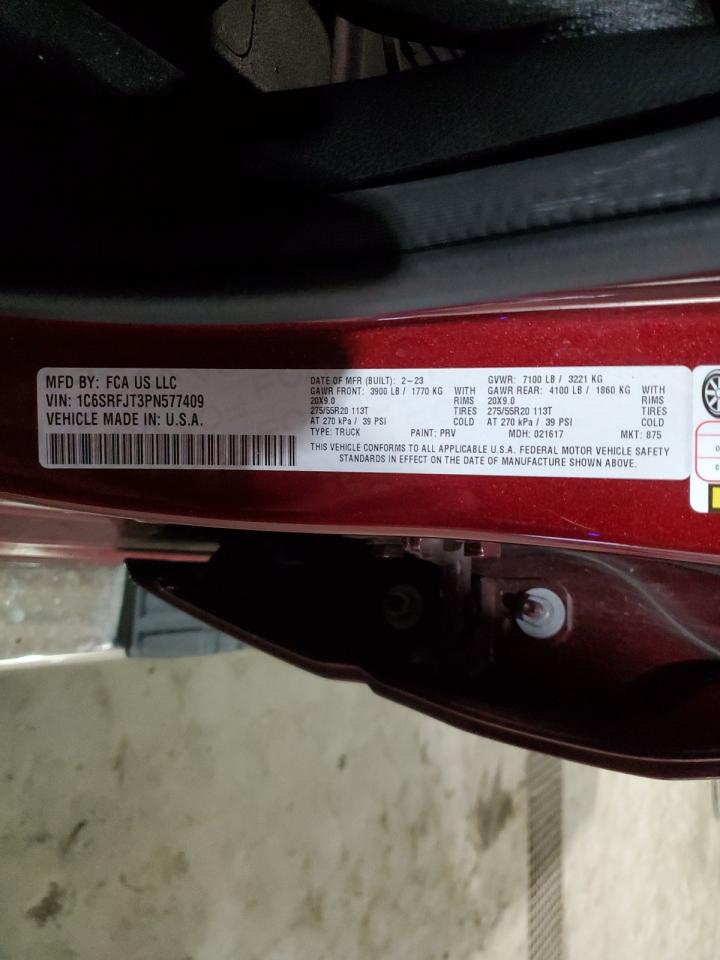 MFD BY: FCA US LLC
VIN: 1C6SRFJT3PN577409
VEHICLE MADE IN: U.S.A.
DATE OF MFR (BUILT): 2-23
GAWR FRONT: 3900 LB / 1770 KG WITH
20X9.0 RIMS
275/55R20 113T TIRES
AT 270 kPa / 39 PSI COLD
TYPE: TRUCK PAINT: PRV
GVWR: 7100 LB / 3221 KG
GAWR REAR: 4100 LB / 1860 KG WITH
20X9.0 RIMS
275/55R20 113T TIRES
AT 270 kPa / 39 PSI COLD
MDH: 021617 MKT: 875
THIS VEHICLE CONFORMS TO ALL APPLICABLE U.S.A. FEDERAL MOTOR VEHICLE SAFETY
STANDARDS IN EFFECT ON THE DATE OF MANUFACTURE SHOWN ABOVE.